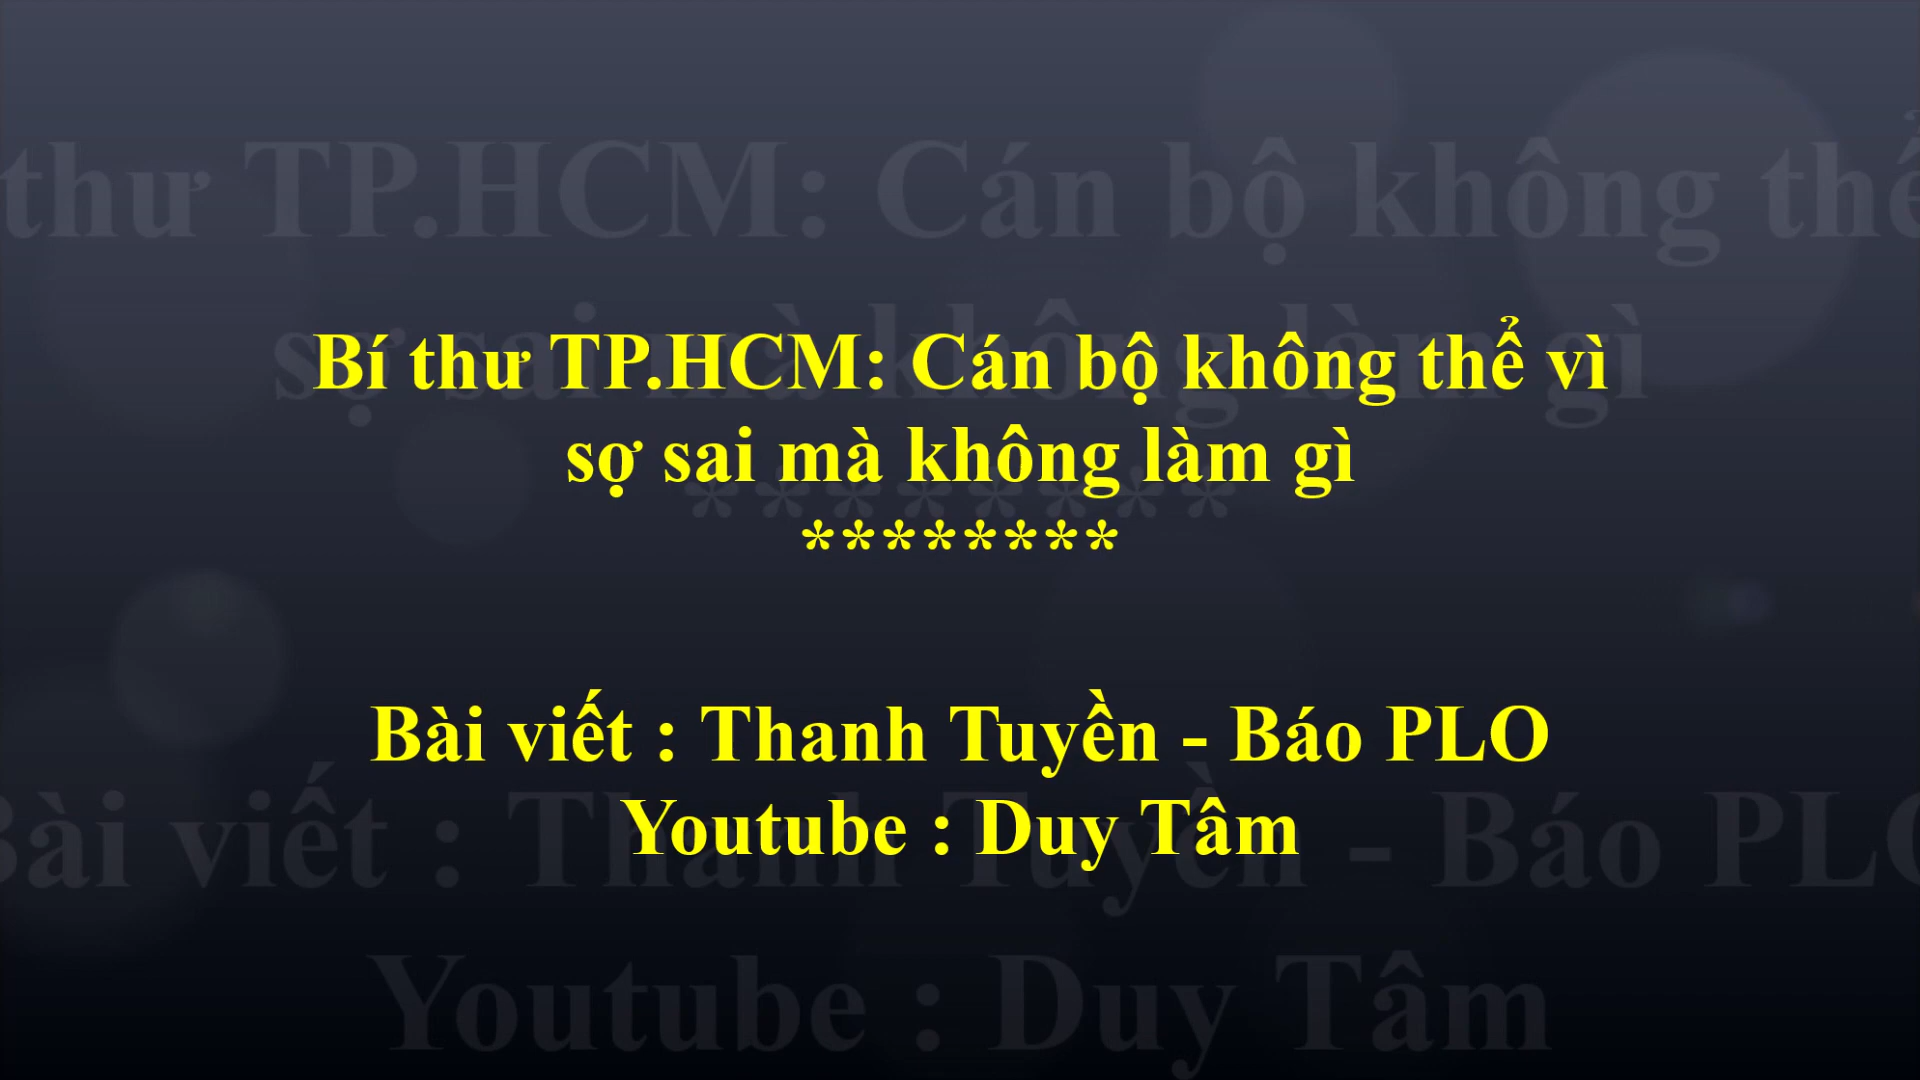 Bí thư TP.HCM: Cán bộ không thể vì
sợ sai mà không làm gì
********
Bài viết : Thanh Tuyền - Báo PLO
Youtube : Duy Tâm